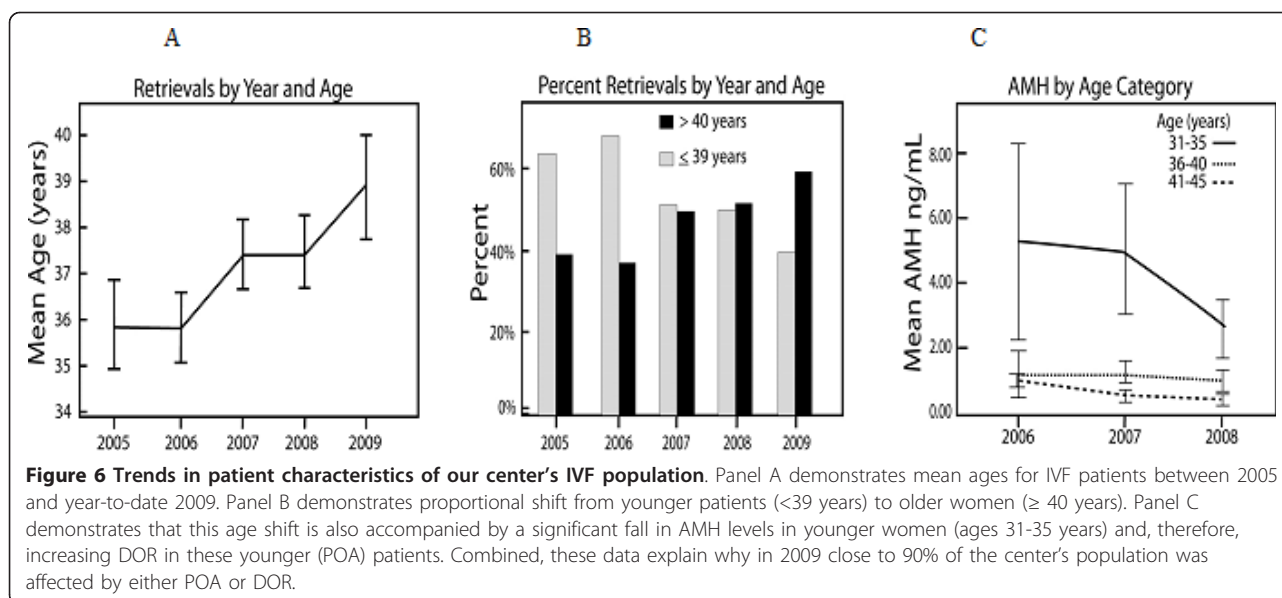 A
B
C
Retrievals by Year and Age
Mean Age (years)
40
39
38
37
36
35
34
2005 2006 2007 2008 2009
Percent Retrievals by Year and Age
> 40 years
≤ 39 years
Percent
60%
40%
20%
0%
2005 2006 2007 2008 2009
AMH by Age Category
Age (years)
31-35
36-40
41-45
Mean AMH ng/mL
8.00
6.00
4.00
2.00
0.00
2006 2007 2008
Figure 6 Trends in patient characteristics of our center's IVF population. Panel A demonstrates mean ages for IVF patients between 2005
and year-to-date 2009. Panel B demonstrates proportional shift from younger patients (<39 years) to older women (≥ 40 years). Panel C
demonstrates that this age shift is also accompanied by a significant fall in AMH levels in younger women (ages 31-35 years) and, therefore,
increasing DOR in these younger (POA) patients. Combined, these data explain why in 2009 close to 90% of the center's population was
affected by either POA or DOR.